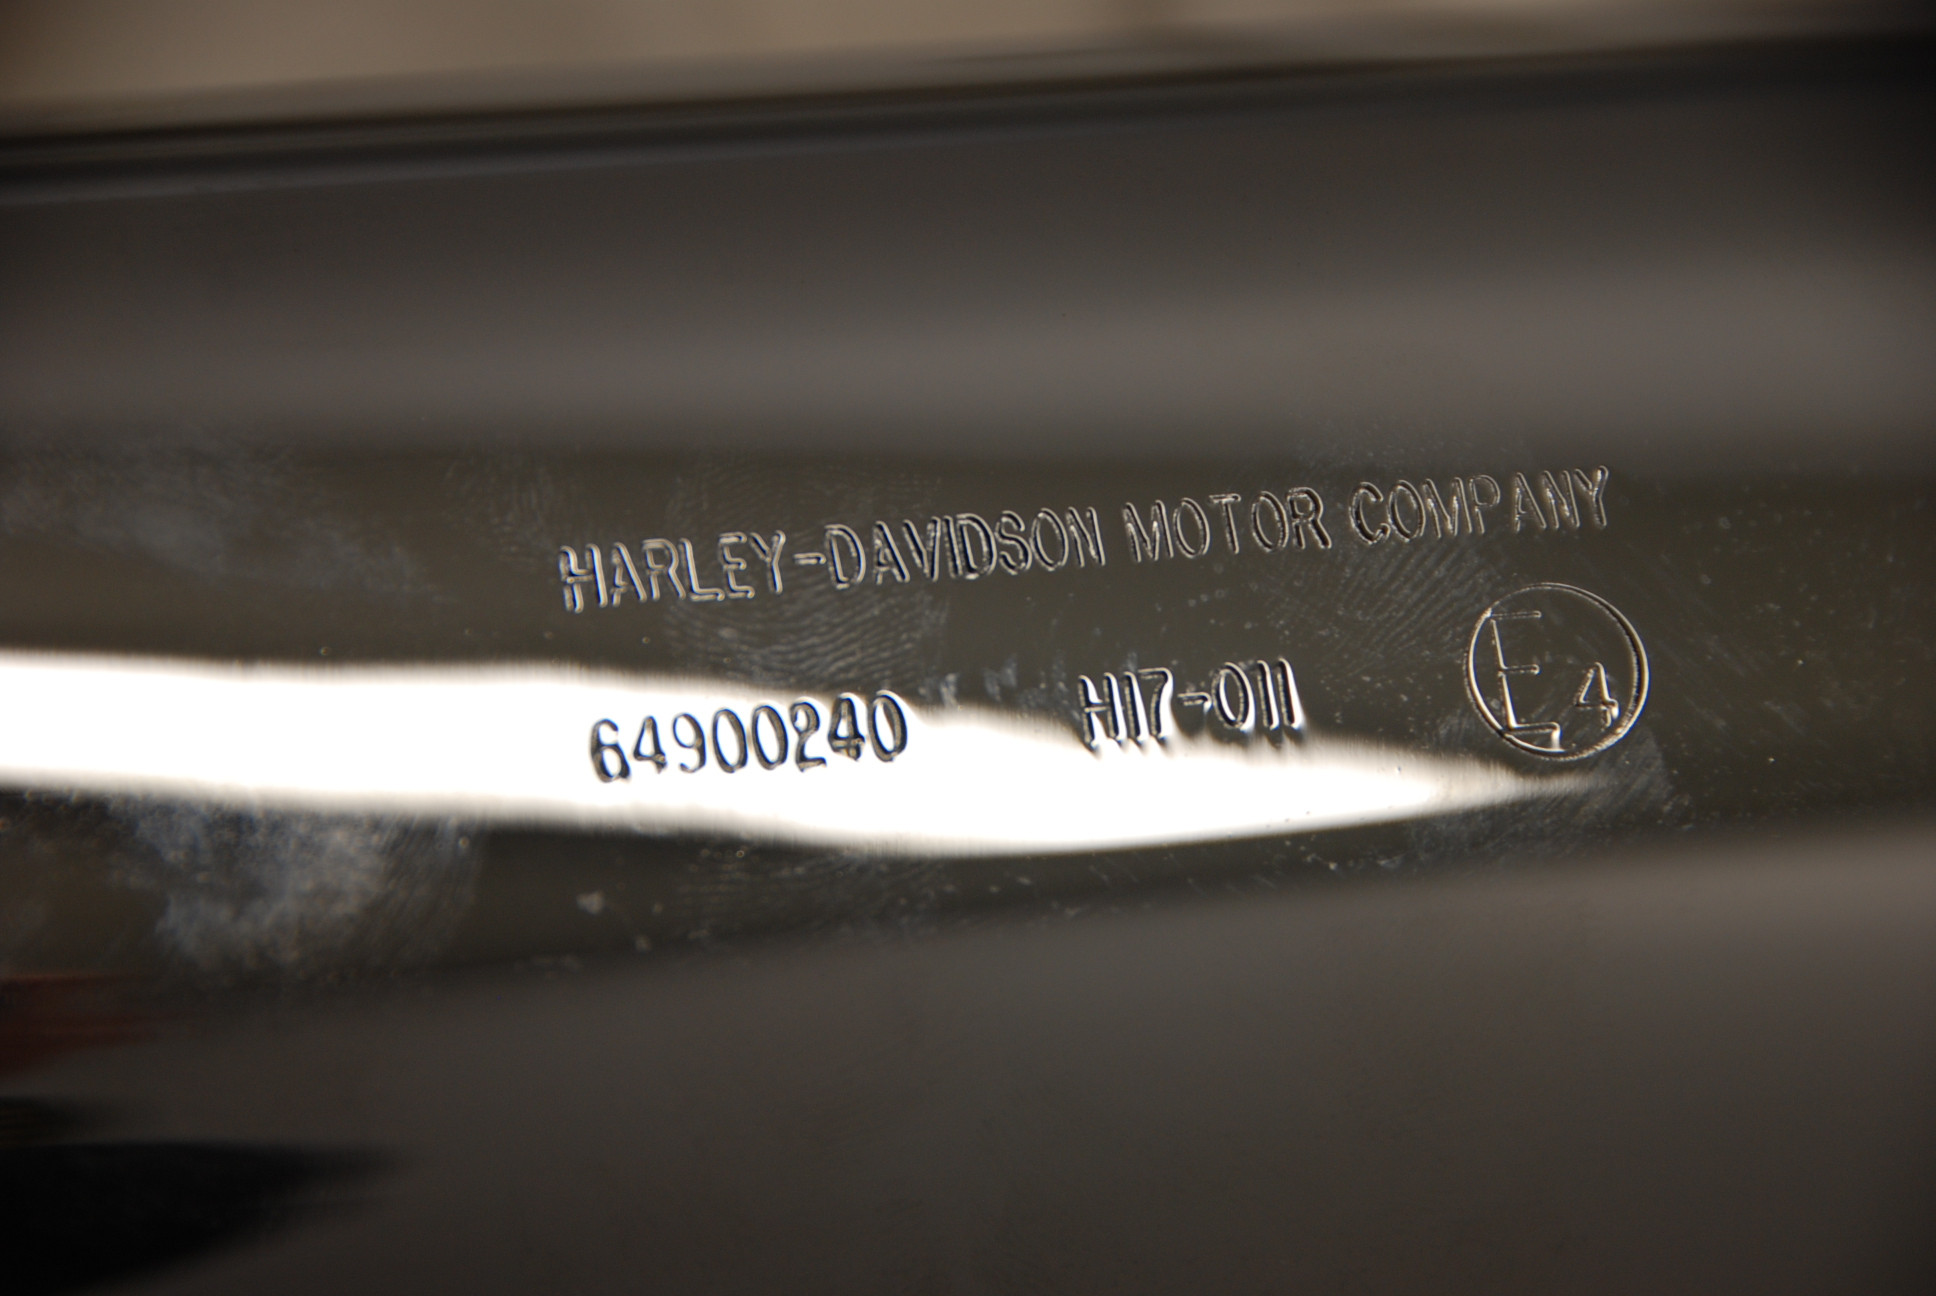 HARLEY-DAVIDSON MOTOR COMPANY
64900240 H17-011 E4